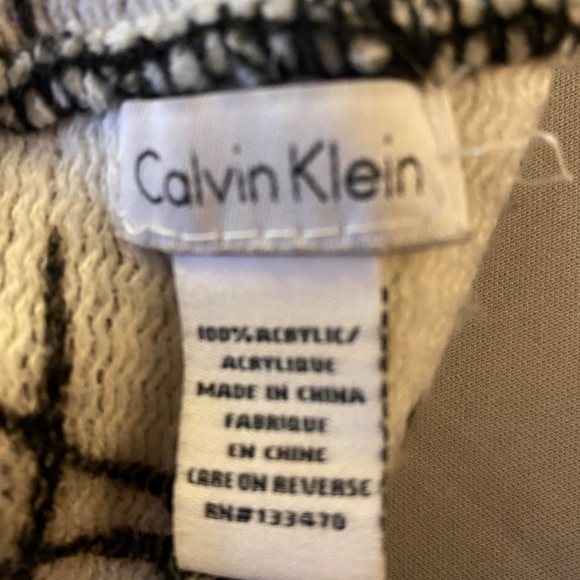 Calvin Klein
100% ACRYLIC/
ACRYLIQUE
MADE IN CHINA
FABRIQUE
EN CHINE
CARE ON REVERSE
RN#133470